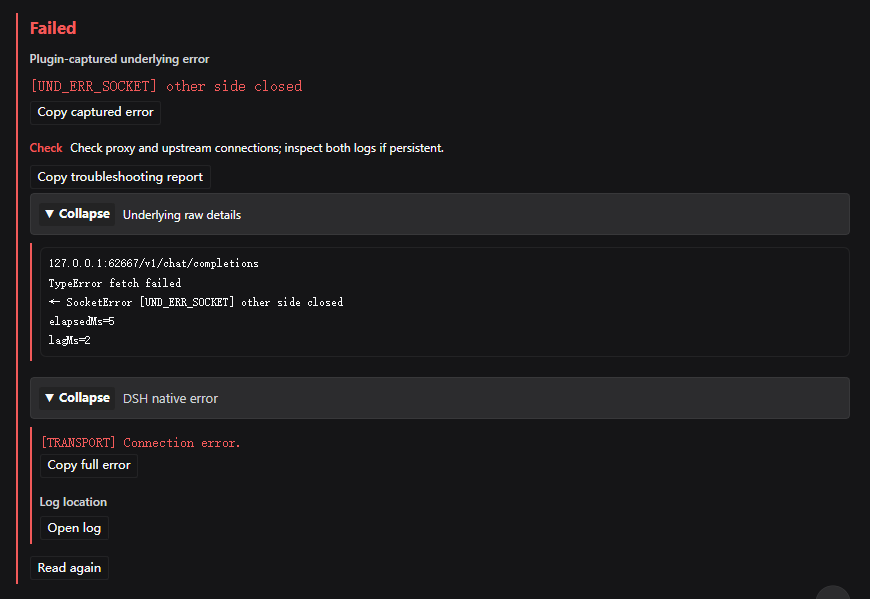 Failed
Plugin-captured underlying error
[UND_ERR_SOCKET] other side closed
Copy captured error
Check Check proxy and upstream connections; inspect both logs if persistent.
Copy troubleshooting report
▼ Collapse Underlying raw details
127.0.0.1:62667/v1/chat/completions
TypeError fetch failed
← SocketError [UND_ERR_SOCKET] other side closed
elapsedMs=5
lagMs=2
▼ Collapse DSH native error
[TRANSPORT] Connection error.
Copy full error
Log location
Open log
Read again